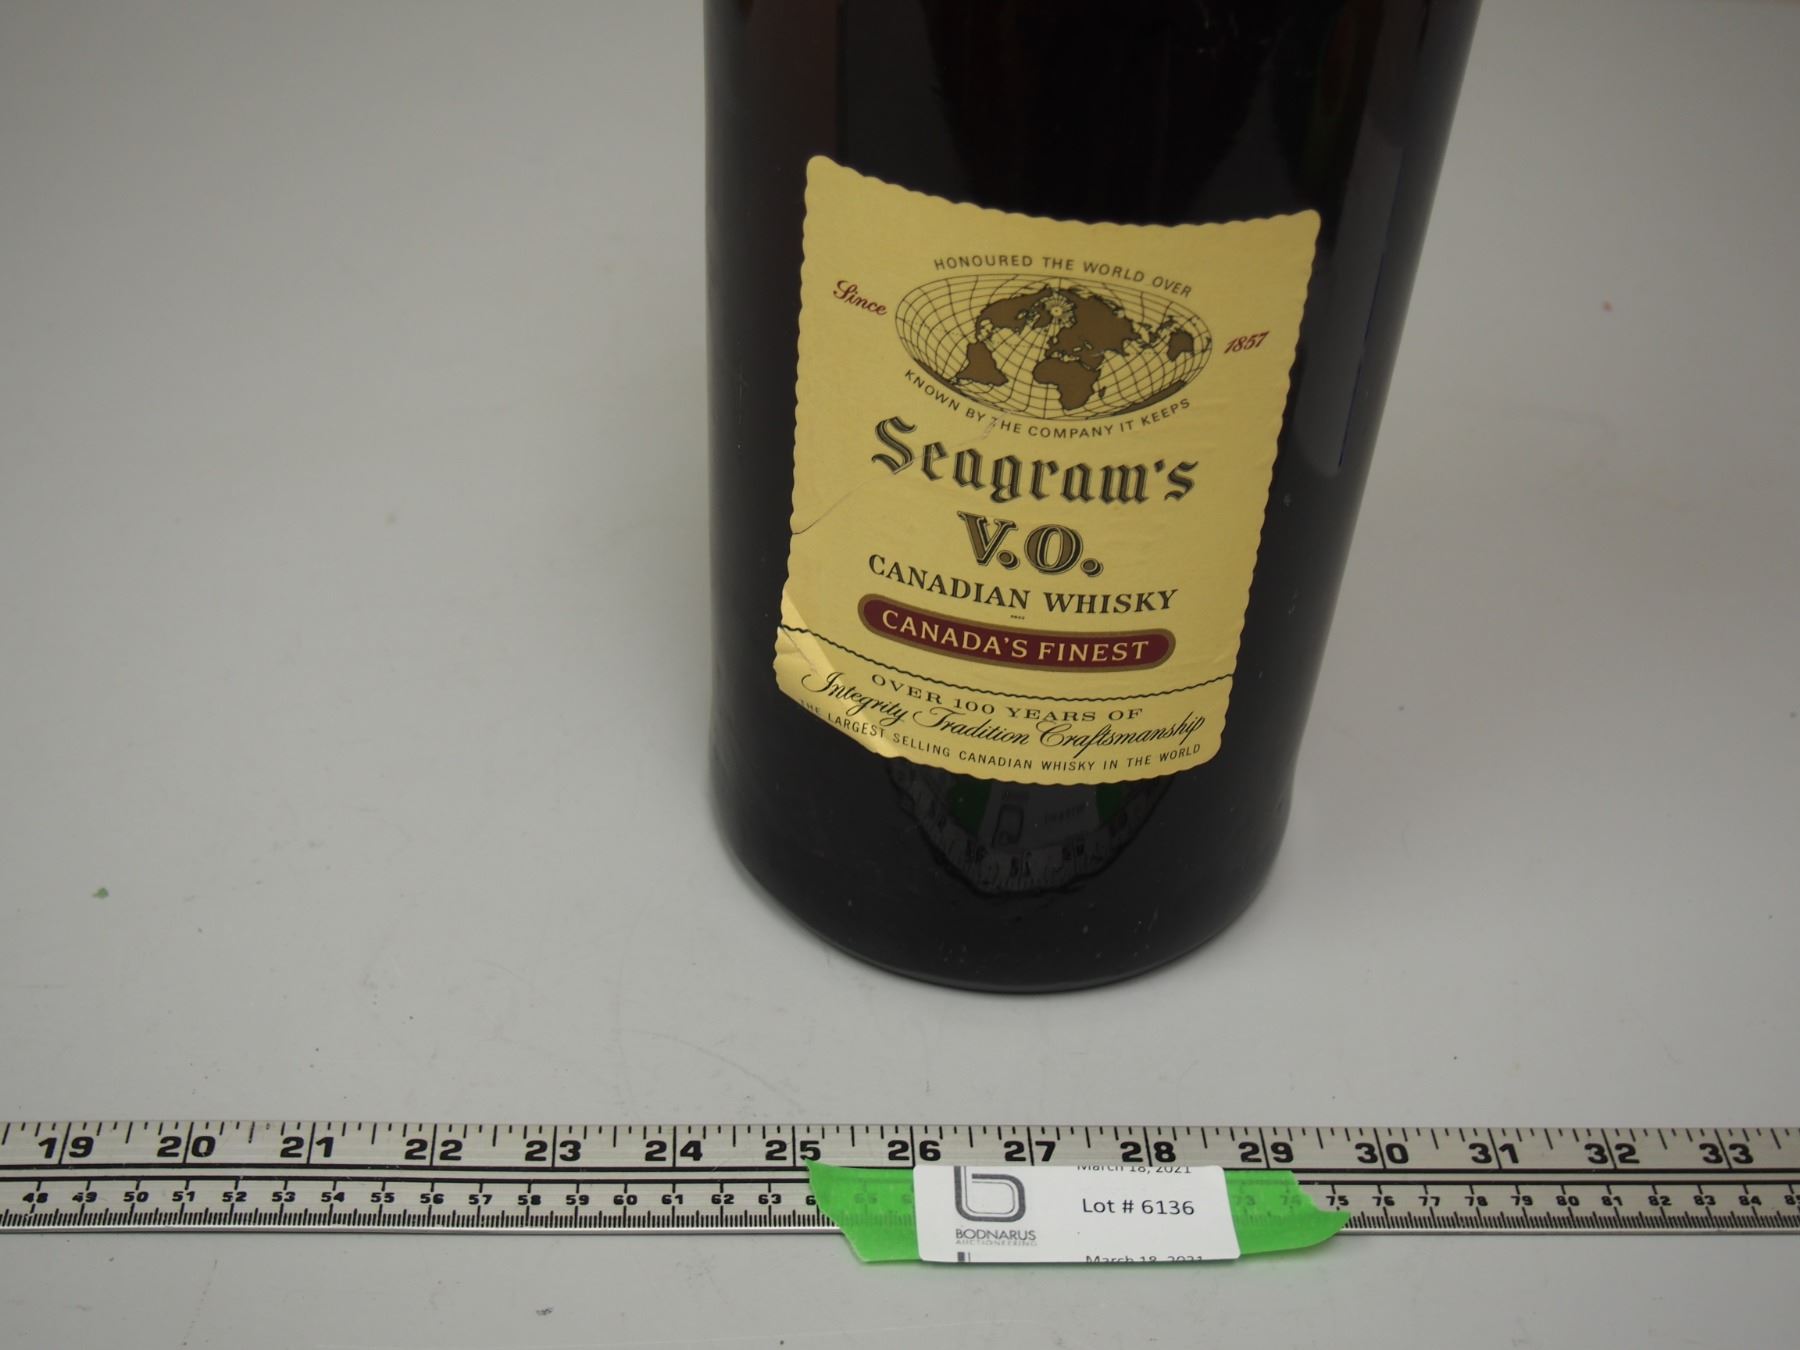 HONOURED THE WORLD OVER
Since 1857
KNOWN BY THE COMPANY IT KEEPS
Seagram's
V.O.
CANADIAN WHISKY
CANADA'S FINEST
OVER 100 YEARS OF
Integrity Tradition Craftsmanship
THE LARGEST SELLING CANADIAN WHISKY IN THE WORLD
19 20 21 22 23 24 25 26 27 28 29 30 31 32 33
48 49 50 51 52 53 54 55 56 57 58 59 60 61 62 63 75 76 77 78 79 80 81 82 83 84
March 18, 2021
Lot # 6136
BODNARUS
AUCTIONEERING
March 18, 2021